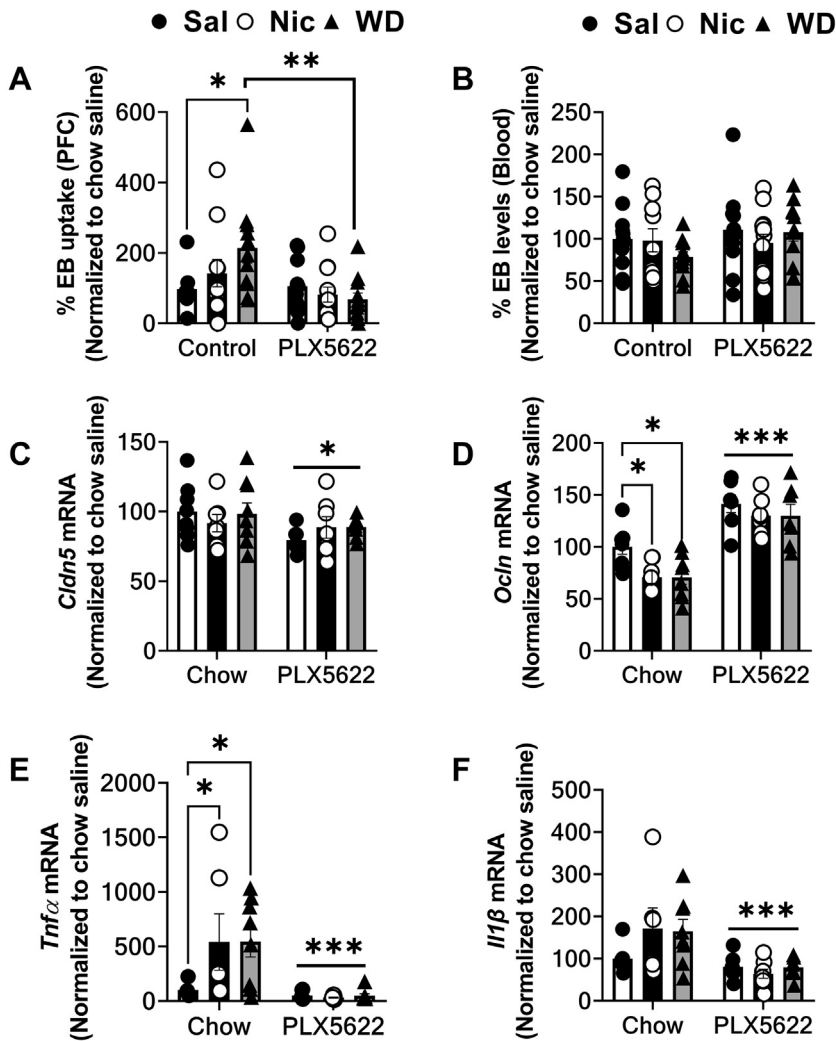 Sal Nic WD
Sal Nic WD
A
% EB uptake (PFC)
(Normalized to chow saline)
600
400
200
0
*
**
Control PLX5622
B
% EB levels (Blood)
(Normalized to chow saline)
250
200
150
100
50
0
Control PLX5622
C
Cldn5 mRNA
(Normalized to chow saline)
150
100
50
0
*
Chow PLX5622
D
Ocln mRNA
(Normalized to chow saline)
200
150
100
50
0
*
*
***
Chow PLX5622
E
Tnfα mRNA
(Normalized to chow saline)
2000
1500
1000
500
0
*
*
***
Chow PLX5622
F
Il1β mRNA
(Normalized to chow saline)
500
400
300
200
100
0
***
Chow PLX5622